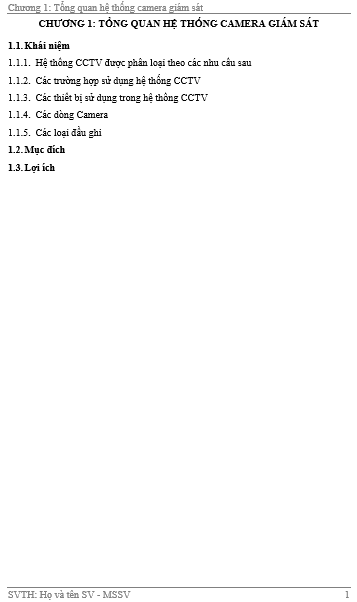 Chương 1: Tổng quan hệ thống camera giám sát
CHƯƠNG 1: TỔNG QUAN HỆ THỐNG CAMERA GIÁM SÁT
1.1. Khái niệm
1.1.1. Hệ thống CCTV được phân loại theo các nhu cầu sau
1.1.2. Các trường hợp sử dụng hệ thống CCTV
1.1.3. Các thiết bị sử dụng trong hệ thông CCTV
1.1.4. Các dòng Camera
1.1.5. Các loại đầu ghi
1.2. Mục đích
1.3. Lợi ích
SVTH: Họ và tên SV - MSSV 1